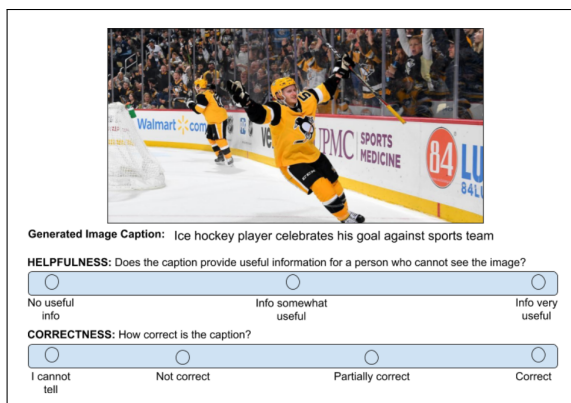 Walmart .com
UPMC SPORTS
MEDICINE
84 LU
84LU
Generated Image Caption: Ice hockey player celebrates his goal against sports team
HELPFULNESS: Does the caption provide useful information for a person who cannot see the image?
No useful
info
Info somewhat
useful
Info very
useful
CORRECTNESS: How correct is the caption?
I cannot
tell
Not correct
Partially correct
Correct